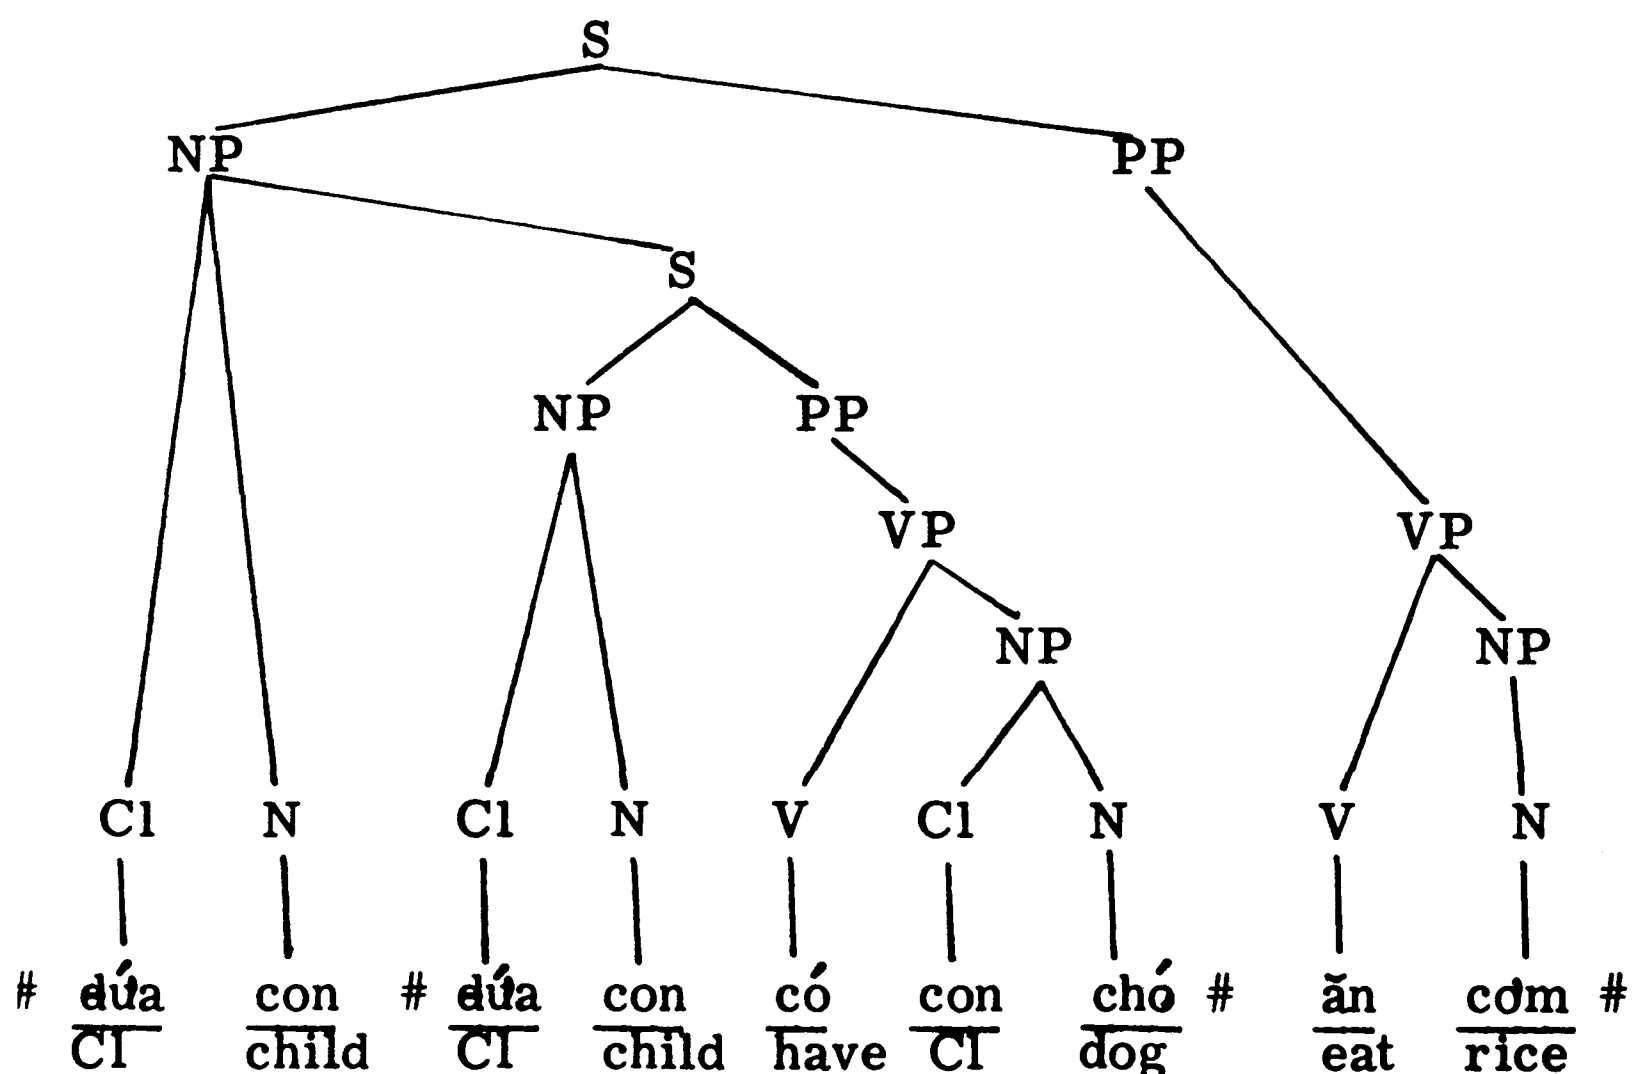 S
NP PP
S
NP PP
VP VP
NP NP
Cl N Cl N V Cl N V N
# đứa con # đứa con có con chó # ăn cơm #
Cl child Cl child have Cl dog eat rice